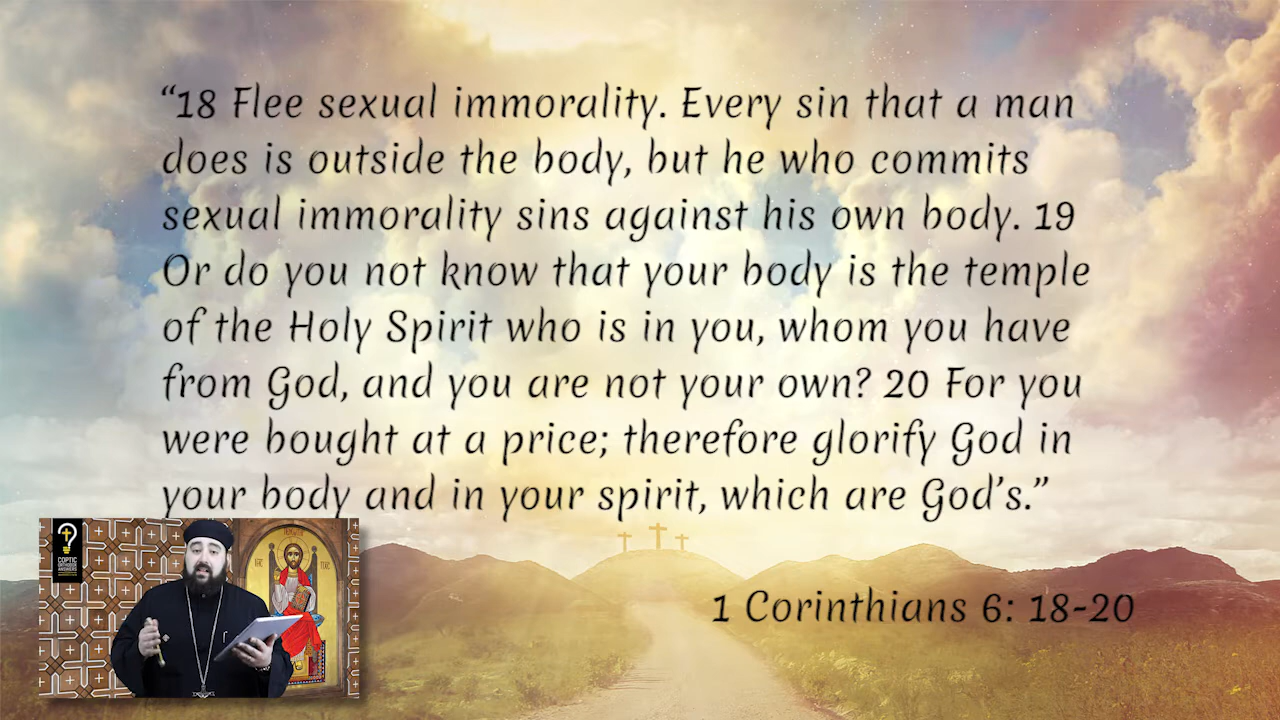 “18 Flee sexual immorality. Every sin that a man
does is outside the body, but he who commits
sexual immorality sins against his own body. 19
Or do you not know that your body is the temple
of the Holy Spirit who is in you, whom you have
from God, and you are not your own? 20 For you
were bought at a price; therefore glorify God in
your body and in your spirit, which are God’s.”
1 Corinthians 6: 18-20
COPTIC
ORTHODOX
ANSWERS